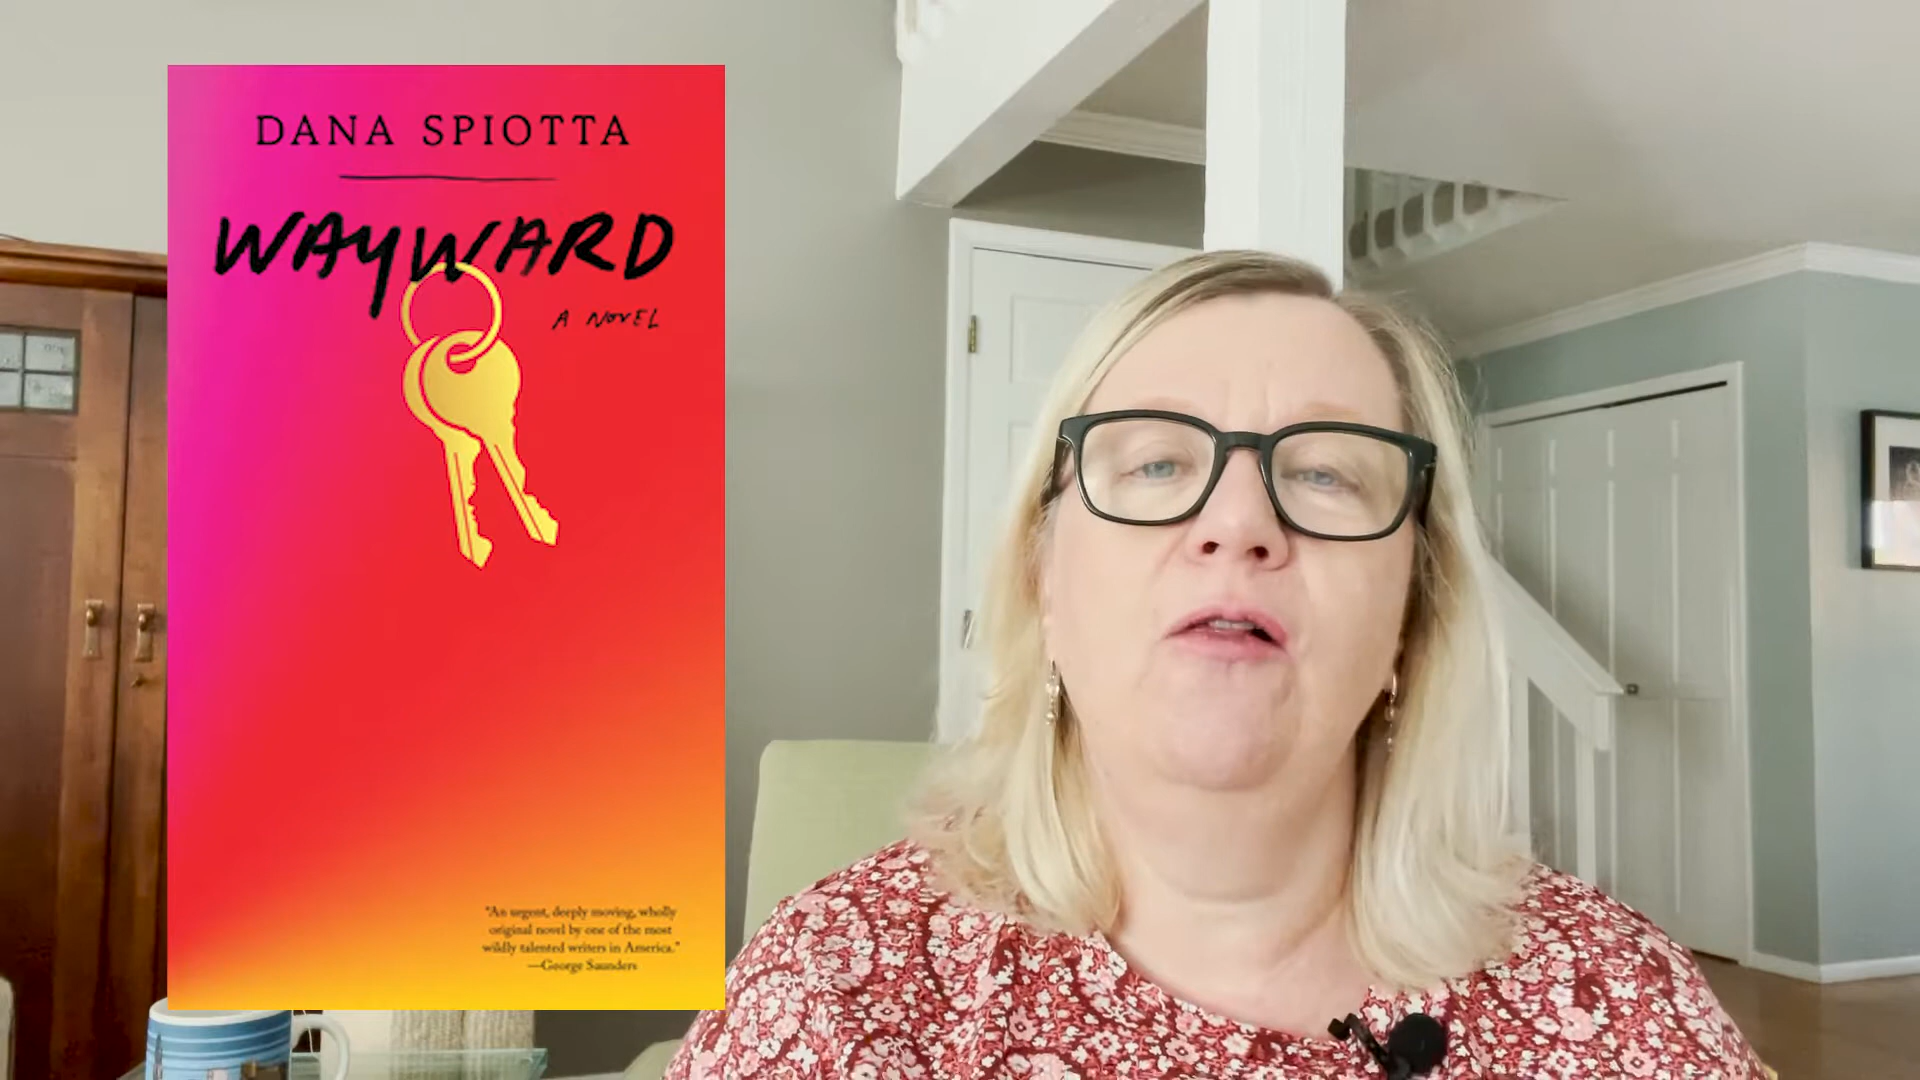 DANA SPIOTTA
WAYWARD
A NOVEL
"An urgent, deeply moving, wholly
original novel by one of the most
wildly talented writers in America."
—George Saunders